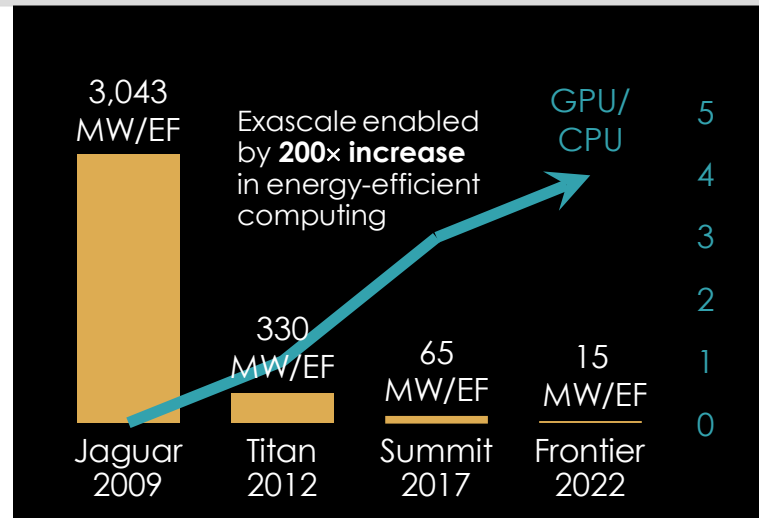 3,043
MW/EF
Exascale enabled
by 200× increase
in energy-efficient
computing
GPU/
CPU
5
4
3
2
1
0
330
MW/EF
65
MW/EF
15
MW/EF
Jaguar
2009
Titan
2012
Summit
2017
Frontier
2022